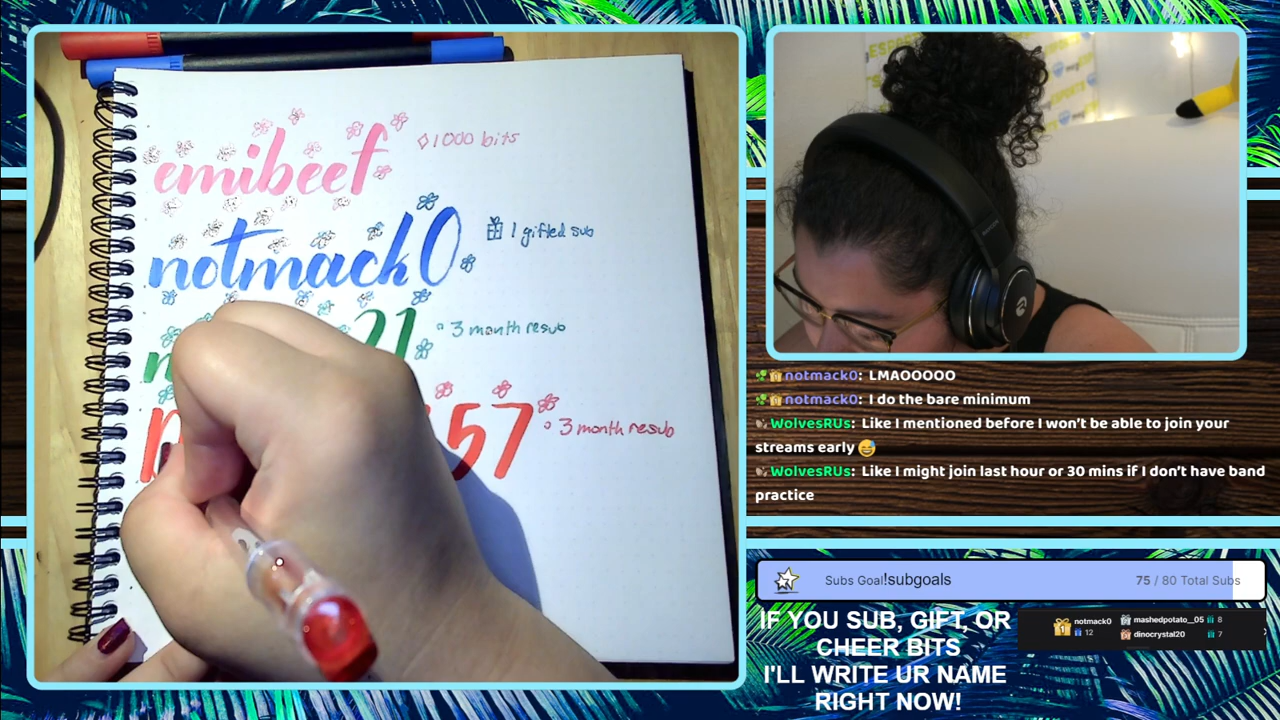 emibeef ◊1000 bits
notmack0 1 gifted sub
21 3 month resub
57 3 month resub
notmack0: LMAOOOOO
notmack0: I do the bare minimum
WolvesRUs: Like I mentioned before I won't be able to join your
streams early 😅
WolvesRUs: Like I might join last hour or 30 mins if I don't have band
practice
Subs Goal!subgoals 75 / 80 Total Subs
IF YOU SUB, GIFT, OR
CHEER BITS
I'LL WRITE UR NAME
RIGHT NOW!
1 notmack0 12
mashedpotato__05 8
dinocrystal20 7